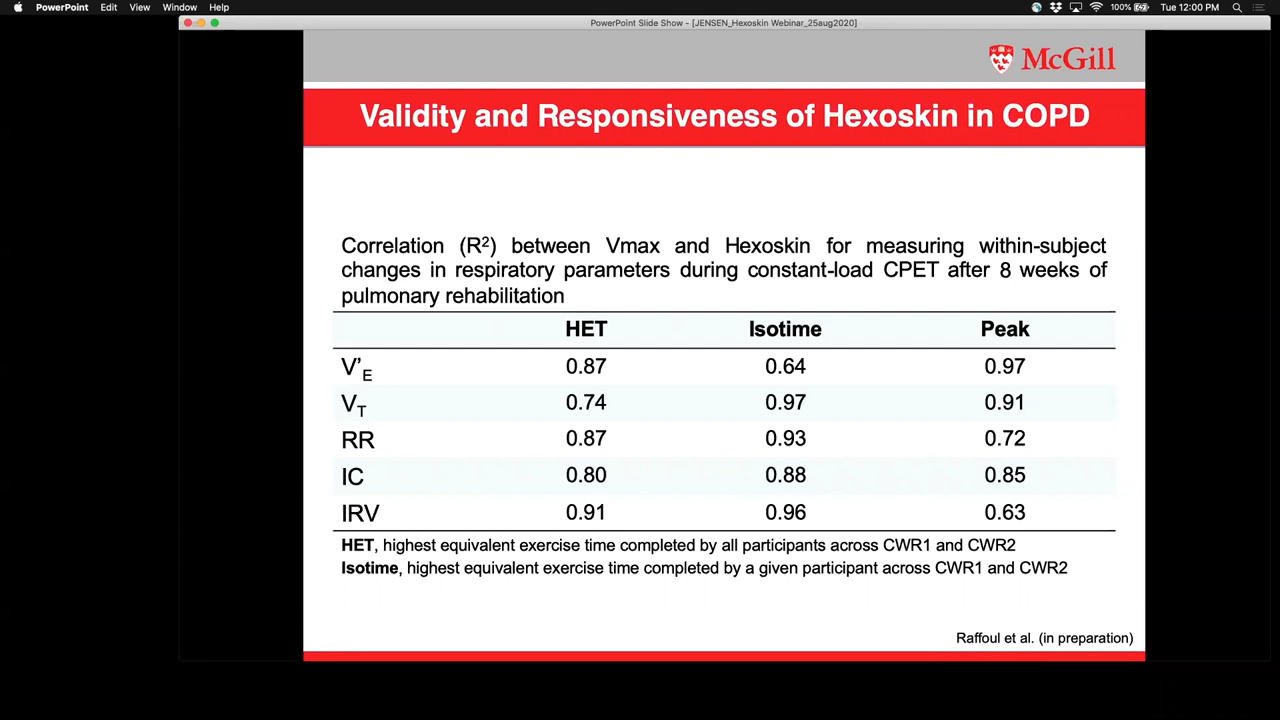 PowerPoint Edit View Window Help 100% Tue 12:00 PM
PowerPoint Slide Show - [JENSEN_Hexoskin Webinar_25aug2020]
McGill
Validity and Responsiveness of Hexoskin in COPD
Correlation (R²) between Vmax and Hexoskin for measuring within-subject
changes in respiratory parameters during constant-load CPET after 8 weeks of
pulmonary rehabilitation
HET Isotime Peak
V’E 0.87 0.64 0.97
VT 0.74 0.97 0.91
RR 0.87 0.93 0.72
IC 0.80 0.88 0.85
IRV 0.91 0.96 0.63
HET, highest equivalent exercise time completed by all participants across CWR1 and CWR2
Isotime, highest equivalent exercise time completed by a given participant across CWR1 and CWR2
Raffoul et al. (in preparation)